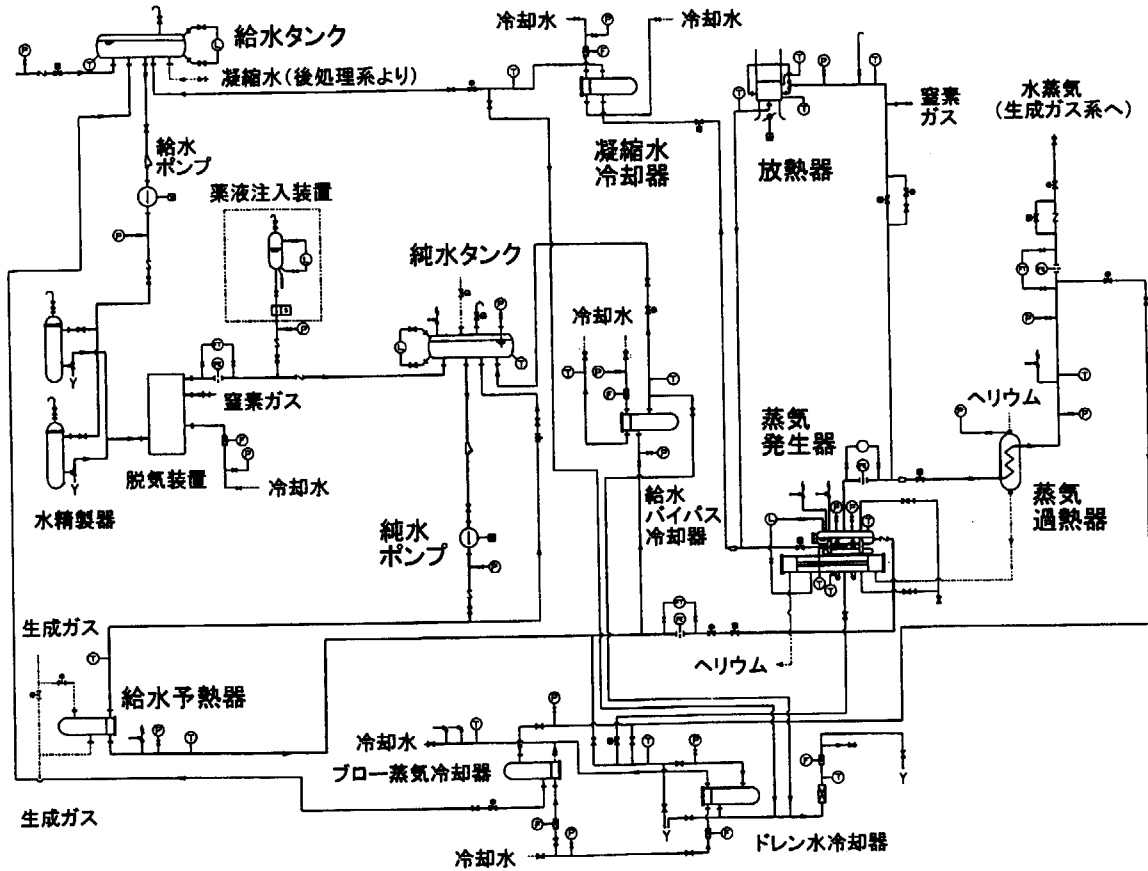 冷却水
冷却水
給水タンク
凝縮水(後処理系より)
水蒸気
(生成ガス系へ)
窒素
ガス
給水
ポンプ
凝縮水
冷却器
放熱器
薬液注入装置
純水タンク
冷却水
窒素ガス
ヘリウム
蒸気
発生器
脱気装置
冷却水
水精製器
給水
バイパス
冷却器
蒸気
過熱器
純水
ポンプ
生成ガス
ヘリウム
給水予熱器
冷却水
ブロー蒸気冷却器
生成ガス
冷却水
ドレン水冷却器